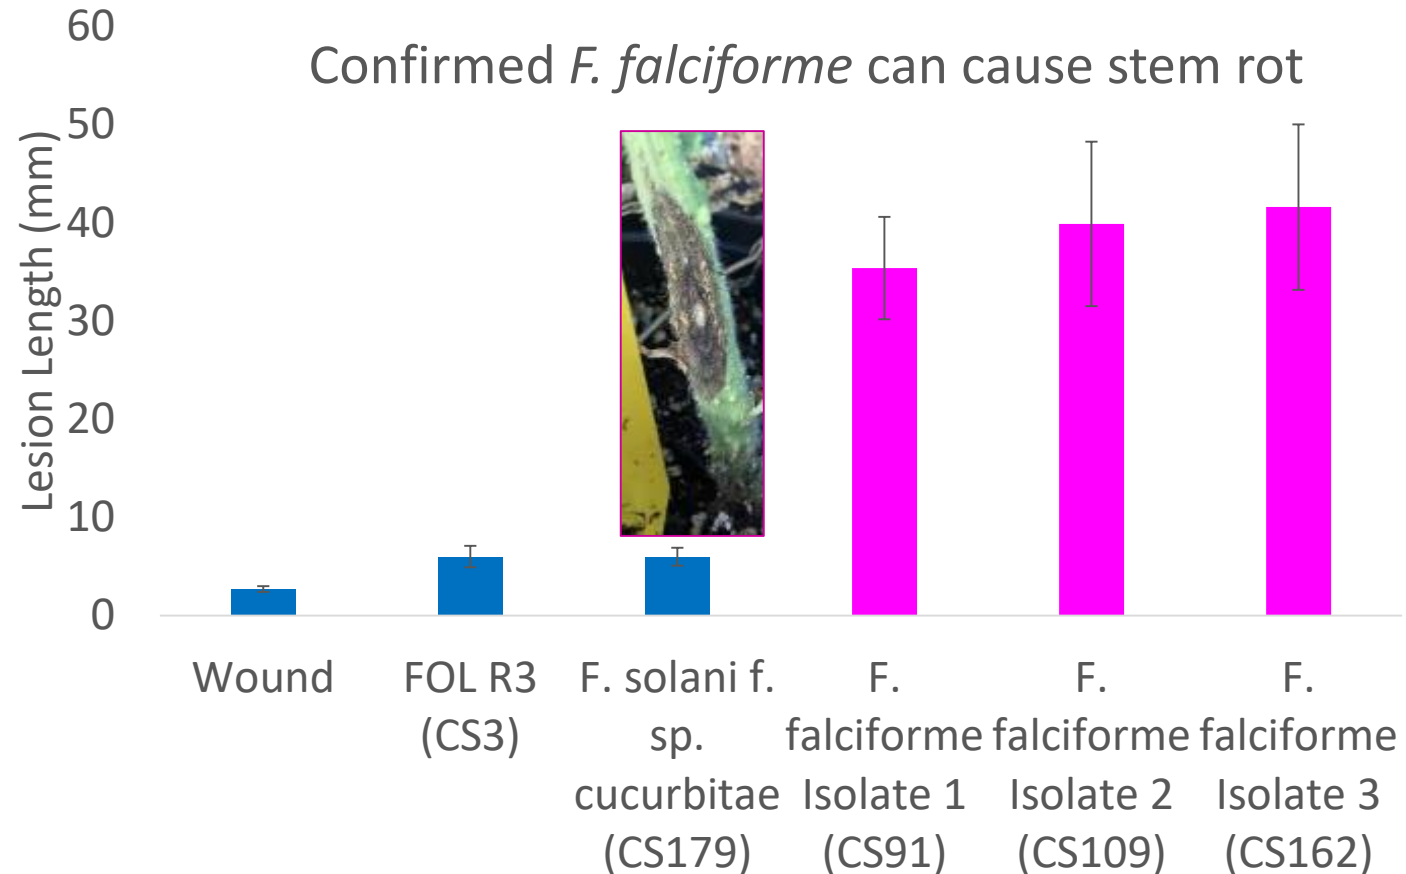 Confirmed F. falciforme can cause stem rot
Lesion Length (mm)
60
50
40
30
20
10
0
Wound
FOL R3
(CS3)
F. solani f.
sp.
cucurbitae
(CS179)
F.
falciforme
Isolate 1
(CS91)
F.
falciforme
Isolate 2
(CS109)
F.
falciforme
Isolate 3
(CS162)